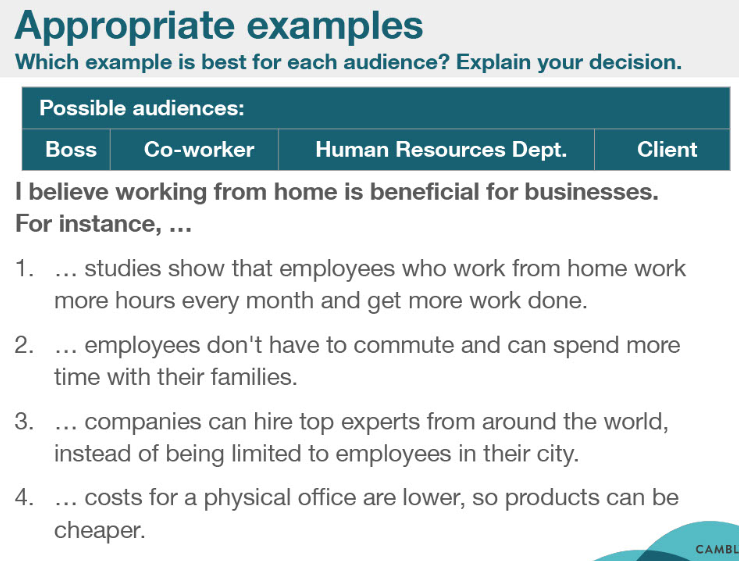 Appropriate examples
Which example is best for each audience? Explain your decision.
Possible audiences:
Boss Co-worker Human Resources Dept. Client
I believe working from home is beneficial for businesses.
For instance, …
1. … studies show that employees who work from home work
more hours every month and get more work done.
2. … employees don't have to commute and can spend more
time with their families.
3. … companies can hire top experts from around the world,
instead of being limited to employees in their city.
4. … costs for a physical office are lower, so products can be
cheaper.
CAMBL